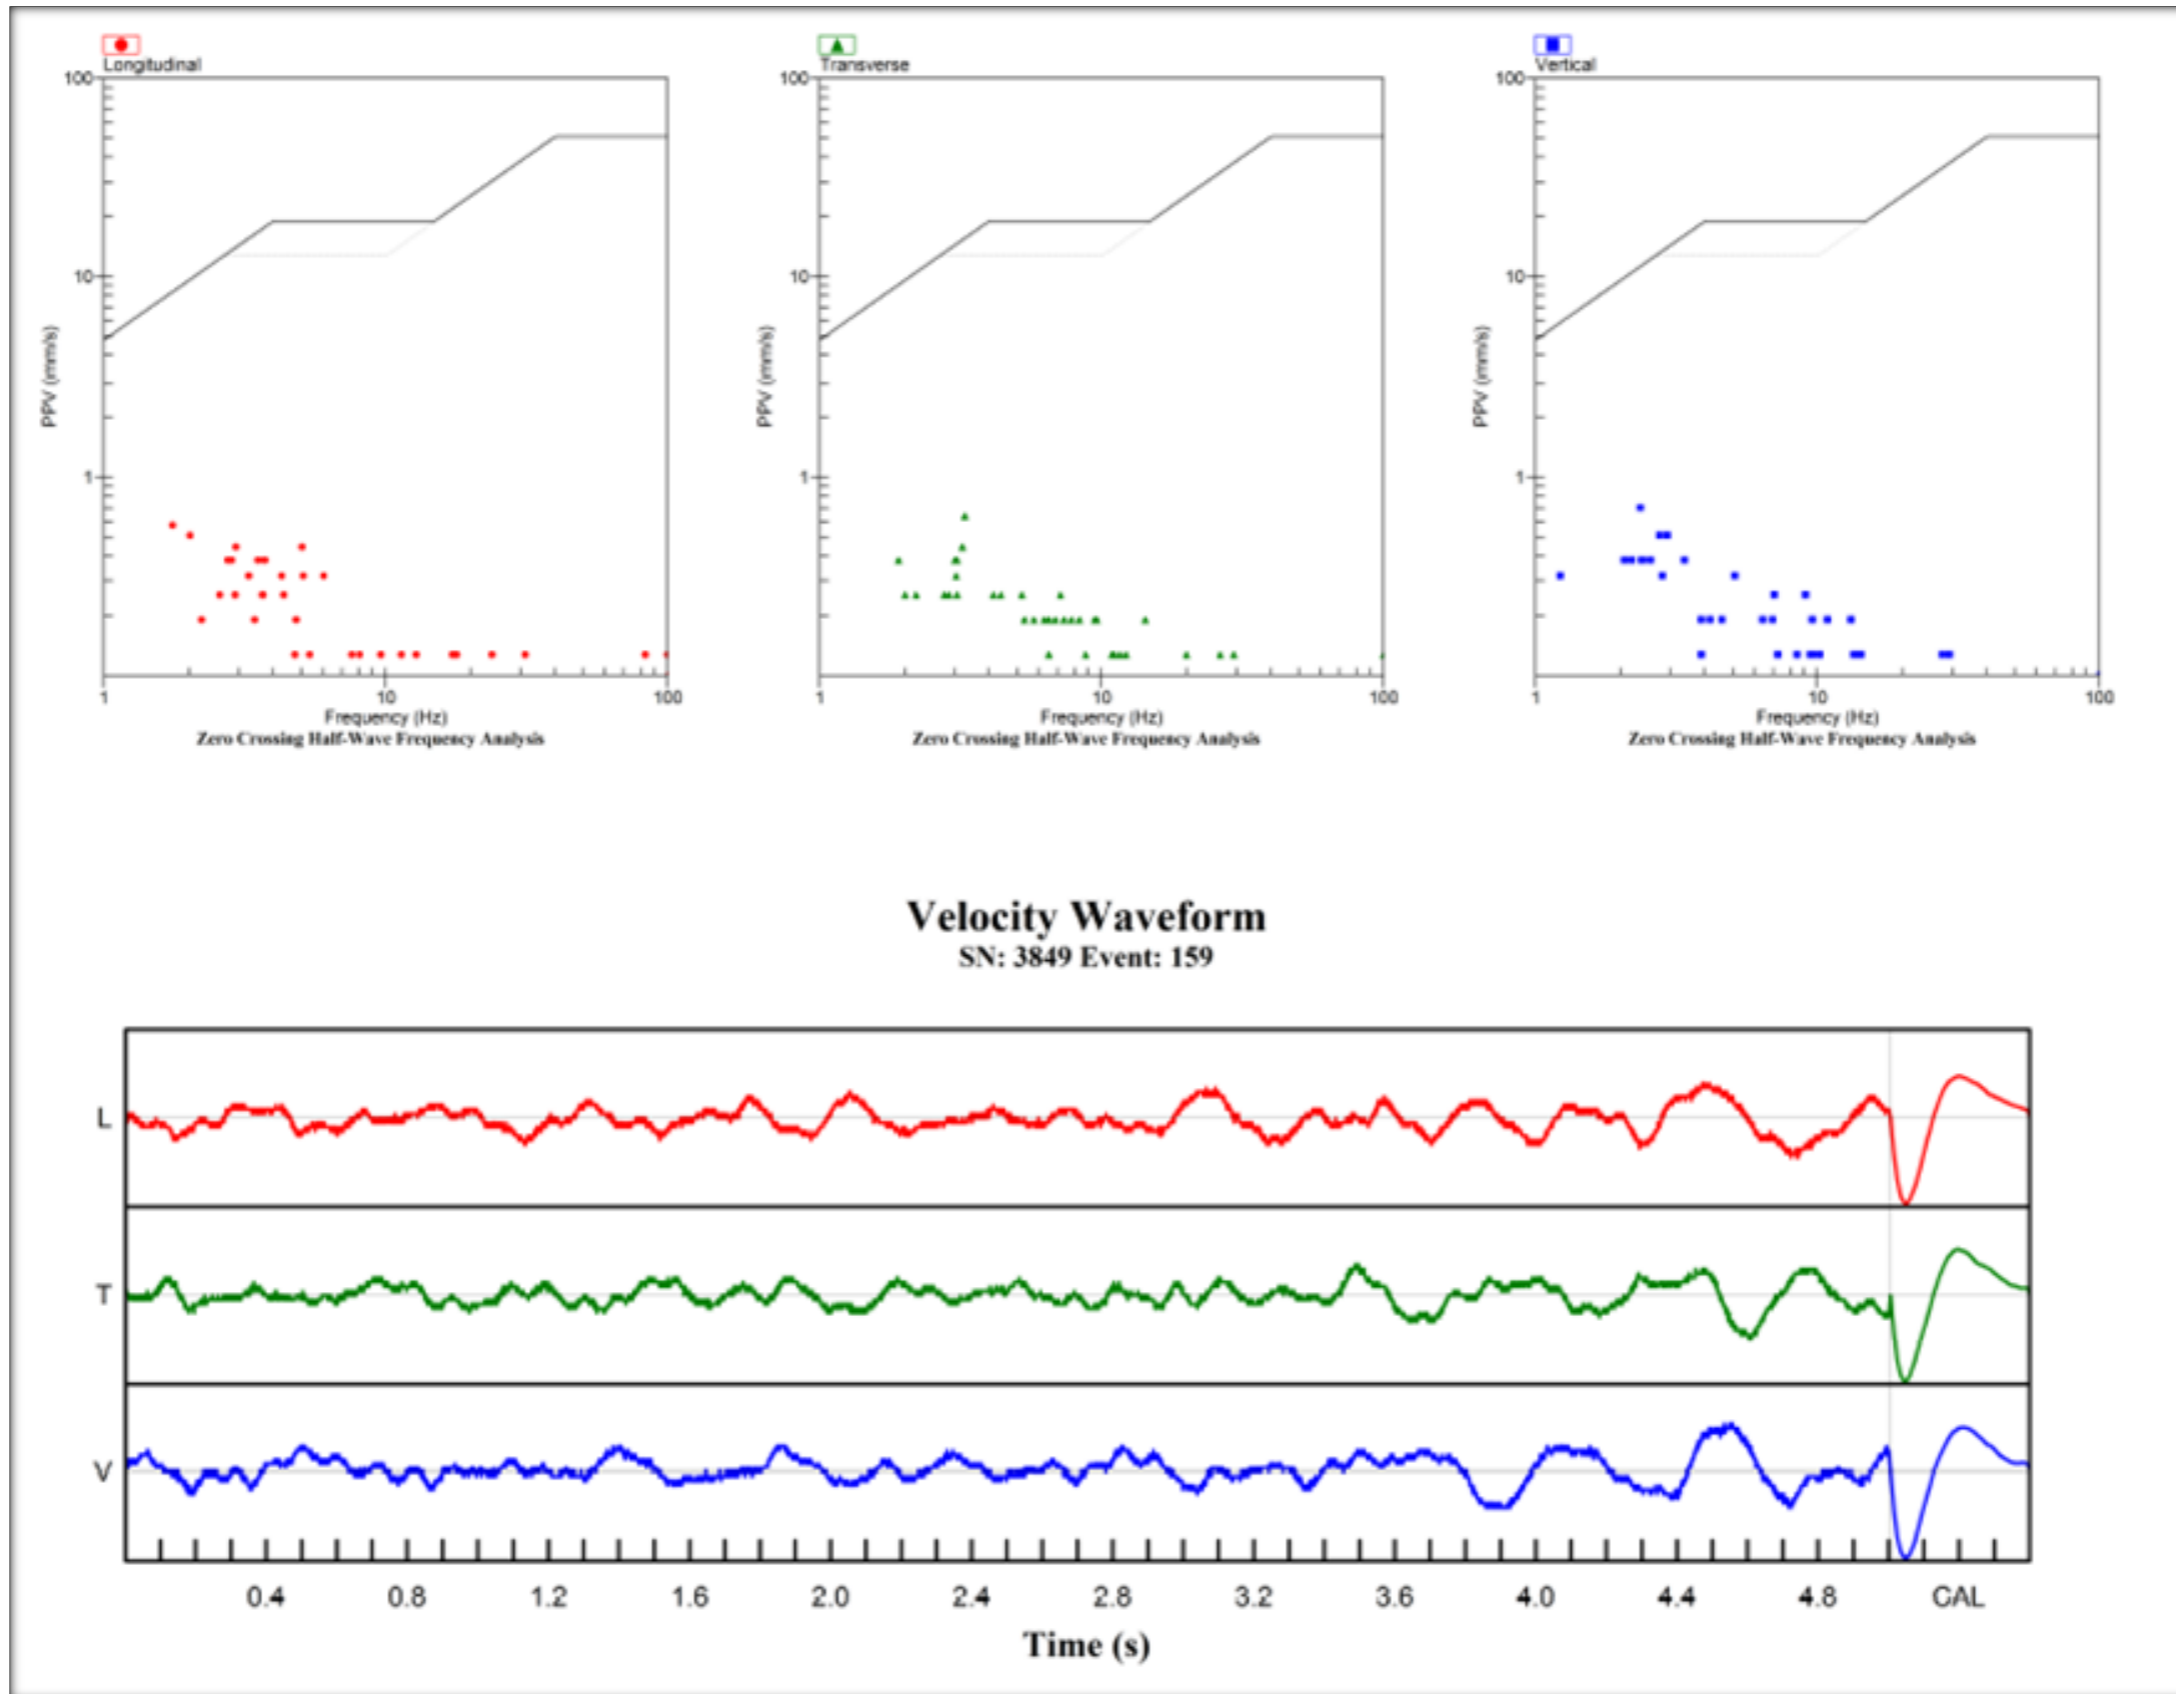 Longitudinal
100
10
1
PPV (mm/s)
1 10 100
Frequency (Hz)
Zero Crossing Half-Wave Frequency Analysis
Transverse
100
10
1
PPV (mm/s)
1 10 100
Frequency (Hz)
Zero Crossing Half-Wave Frequency Analysis
Vertical
100
10
1
PPV (mm/s)
1 10 100
Frequency (Hz)
Zero Crossing Half-Wave Frequency Analysis
Velocity Waveform
SN: 3849 Event: 159
L
T
V
0.4 0.8 1.2 1.6 2.0 2.4 2.8 3.2 3.6 4.0 4.4 4.8 CAL
Time (s)